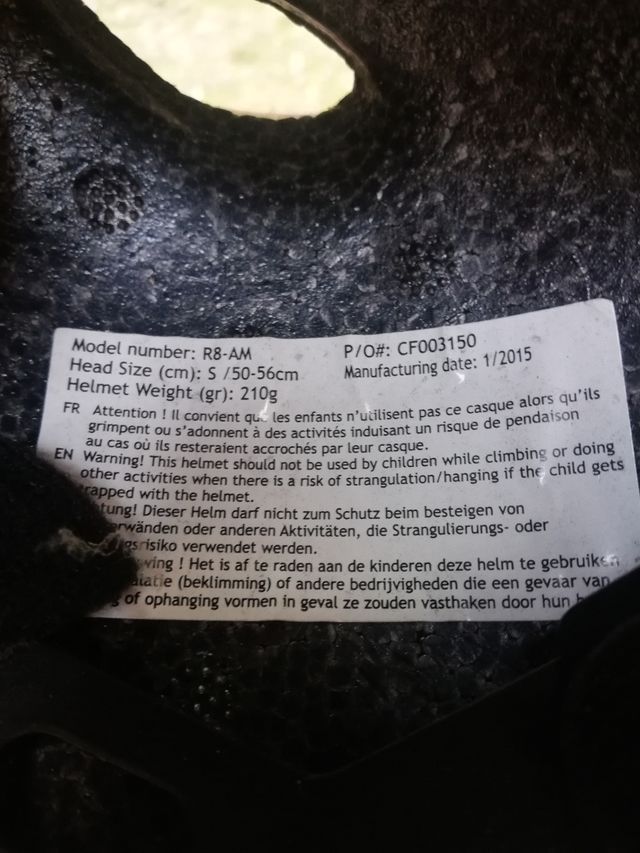 Model number: R8-AM
P/O#: CF003150
Head Size (cm): S /50-56cm
Manufacturing date: 1/2015
Helmet Weight (gr): 210g
FR Attention ! Il convient que les enfants n'utilisent pas ce casque alors qu'ils
grimpent ou s'adonnent à des activités induisant un risque de pendaison
au cas où ils resteraient accrochés par leur casque.
EN Warning! This helmet should not be used by children while climbing or doing
other activities when there is a risk of strangulation/hanging if the child gets
trapped with the helmet.
Dieser Helm darf nicht zum Schutz beim besteigen von
oder anderen Aktivitäten, die Strangulierungs- oder
verwendet werden.
! Het is af te raden aan de kinderen deze helm te gebruiken
(beklimming) of andere bedrijvigheden die een gevaar van
of ophanging vormen in geval ze zouden vasthaken door hun